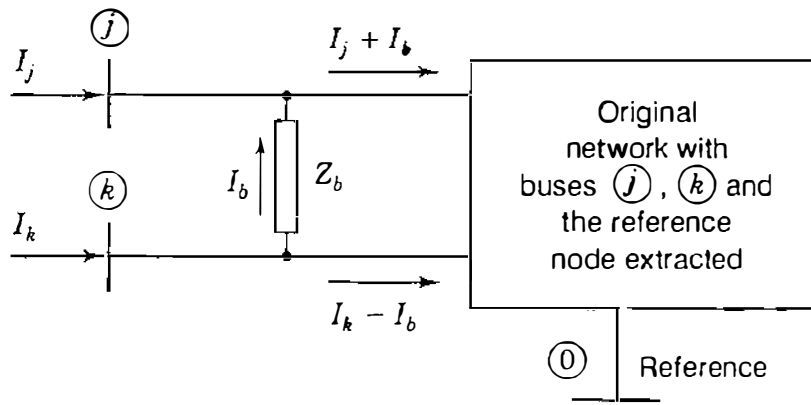 j
I_j
I_j + I_b
Original
network with
buses j , k and
the reference
node extracted
I_b
Z_b
k
I_k
I_k − I_b
0
Reference